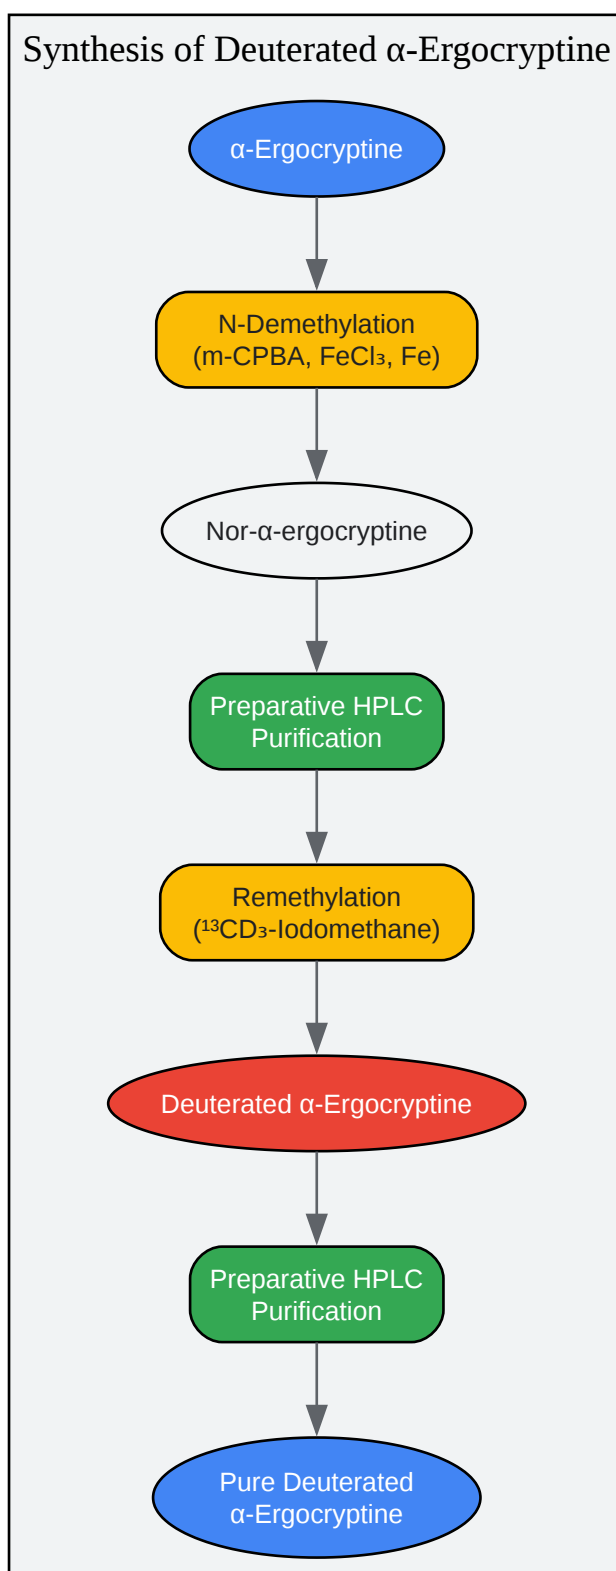 Synthesis of Deuterated α-Ergocryptine
α-Ergocryptine
N-Demethylation
(m-CPBA, FeCl₃, Fe)
Nor-α-ergocryptine
Preparative HPLC
Purification
Remethylation
(¹³CD₃-Iodomethane)
Deuterated α-Ergocryptine
Preparative HPLC
Purification
Pure Deuterated
α-Ergocryptine